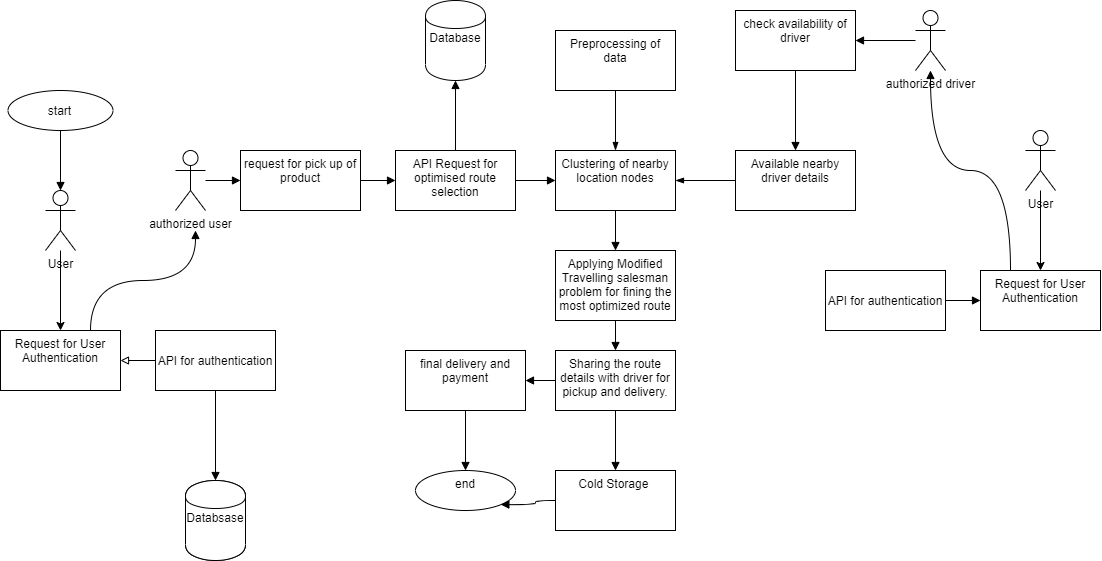 start
User
Request for User
Authentication
API for authentication
Databsase
authorized user
request for pick up of
product
API Request for
optimised route
selection
Database
Preprocessing of
data
Clustering of nearby
location nodes
Applying Modified
Travelling salesman
problem for fining the
most optimized route
Sharing the route
details with driver for
pickup and delivery.
final delivery and
payment
end
Cold Storage
check availability of
driver
Available nearby
driver details
authorized driver
User
API for authentication
Request for User
Authentication